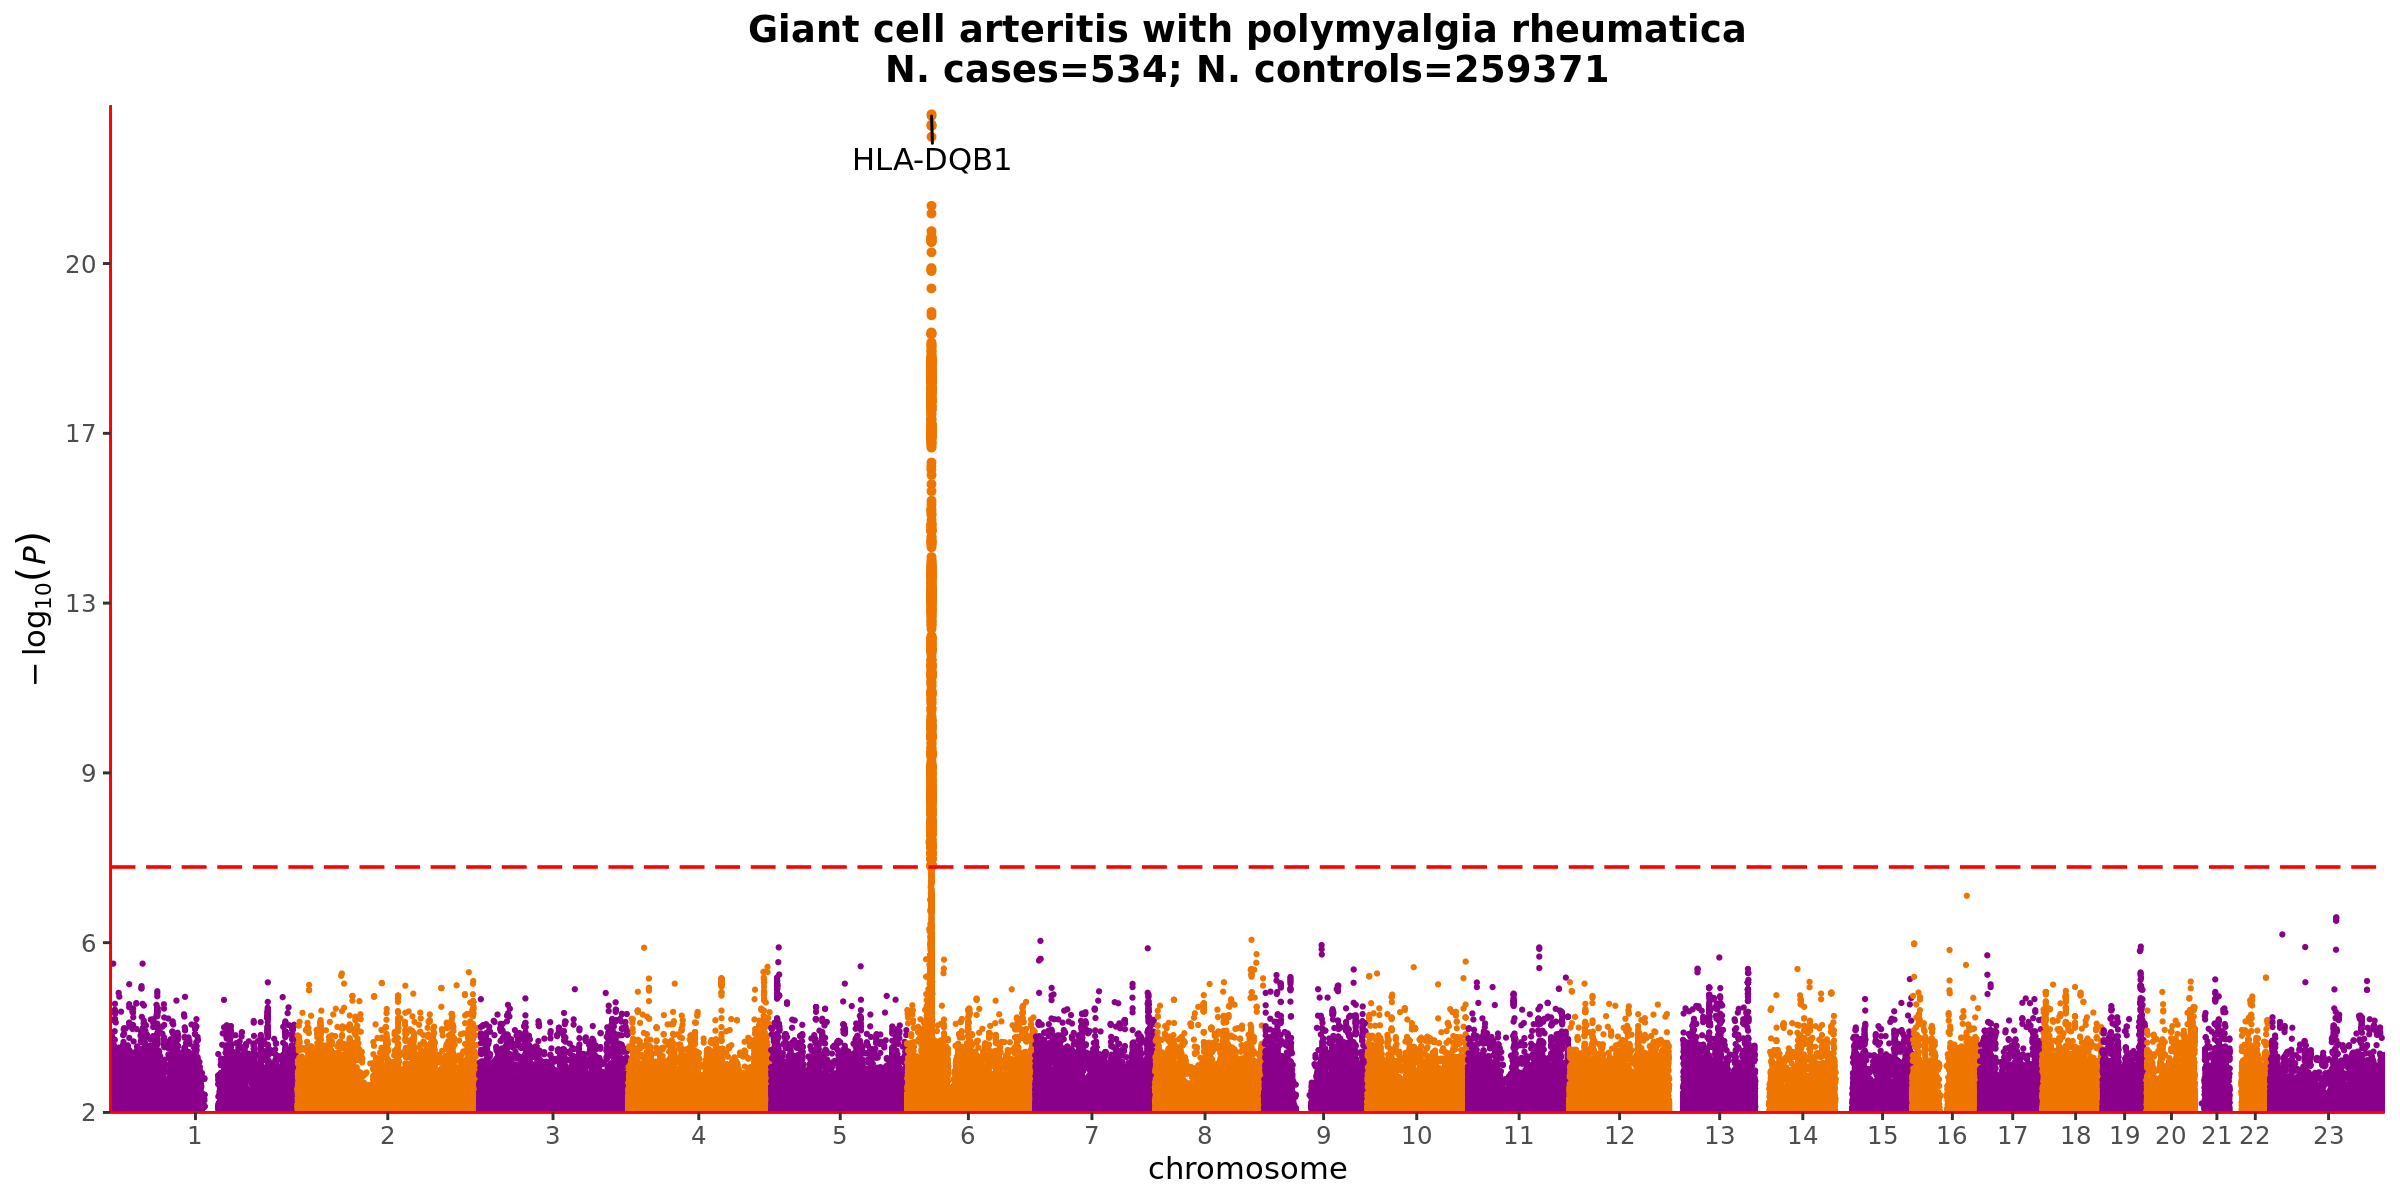 Giant cell arteritis with polymyalgia rheumatica
N. cases=534; N. controls=259371
HLA-DQB1
20
17
13
9
6
2
−log₁₀(P)
1 2 3 4 5 6 7 8 9 10 11 12 13 14 15 16 17 18 19 20 21 22 23
chromosome